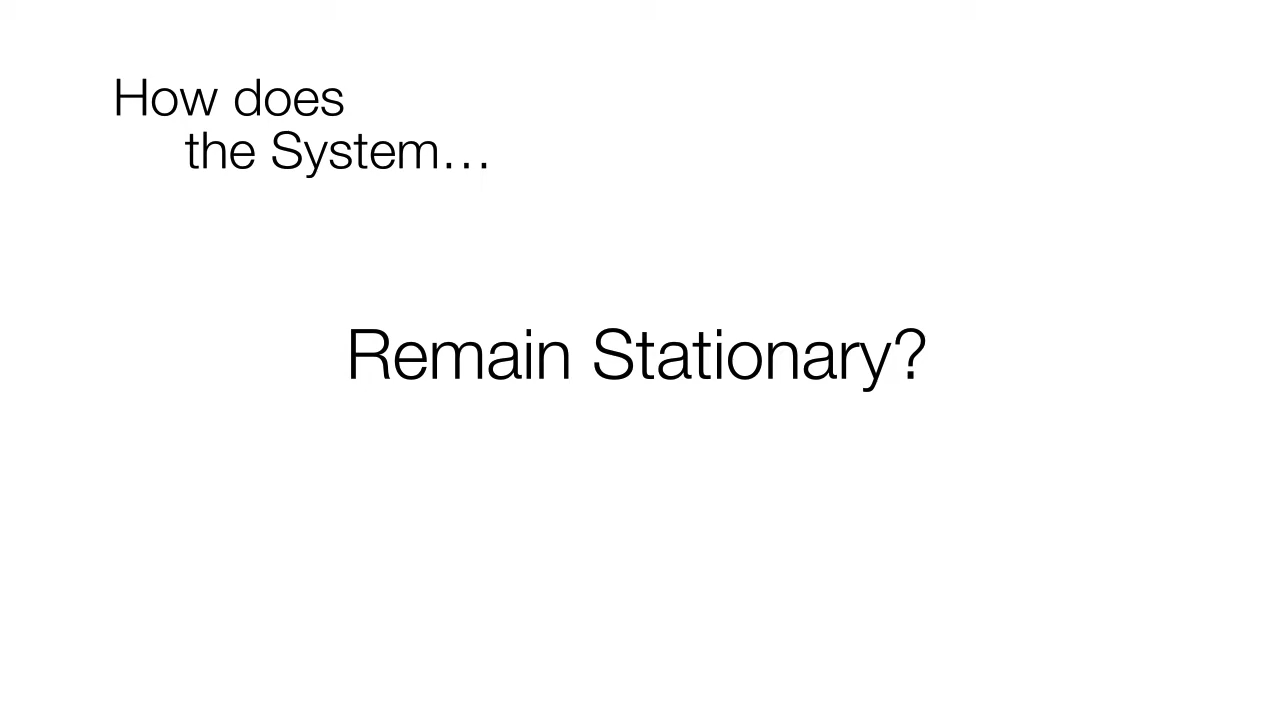 How does
the System…
Remain Stationary?